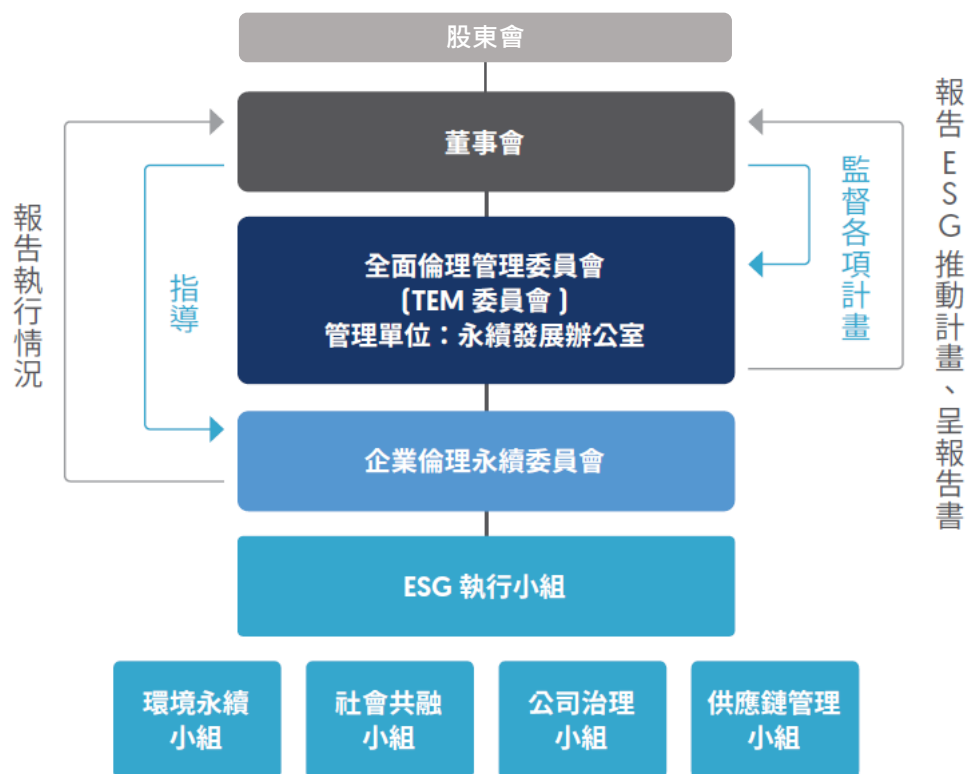 股東會
董事會
報告執行情況
指導
監督各項計畫
報告 ESG 推動計畫、呈報告書
全面倫理管理委員會
(TEM 委員會 )
管理單位：永續發展辦公室
企業倫理永續委員會
ESG 執行小組
環境永續
小組
社會共融
小組
公司治理
小組
供應鏈管理
小組